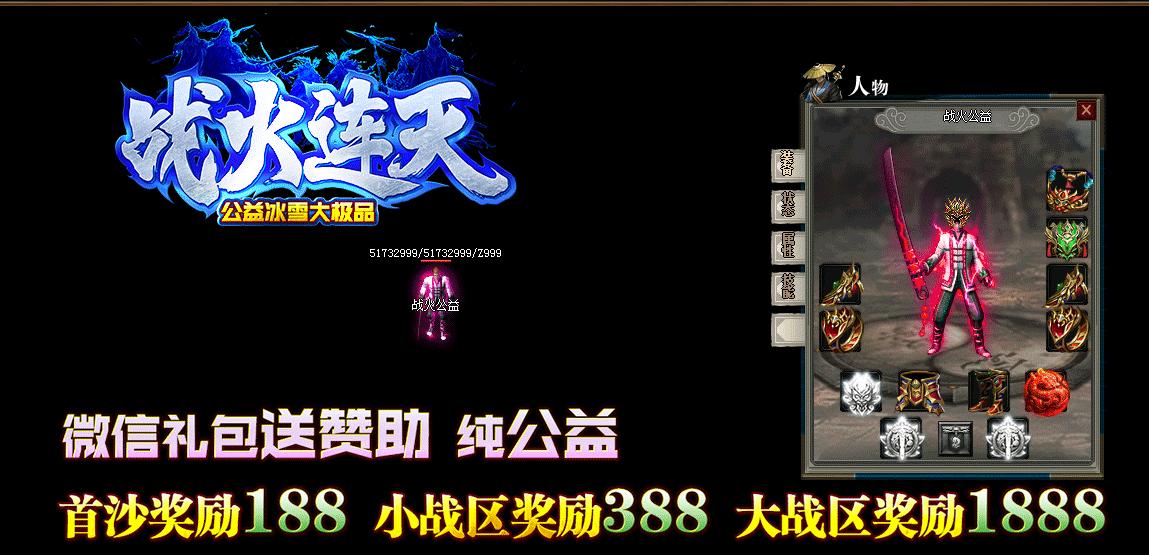 战火连天
公益冰雪大极品
51732999/51732999/Z999
战火公益
人物
战火公益
装备
状态
属性
技能
微信礼包送赞助 纯公益
首沙奖励188 小战区奖励388 大战区奖励1888